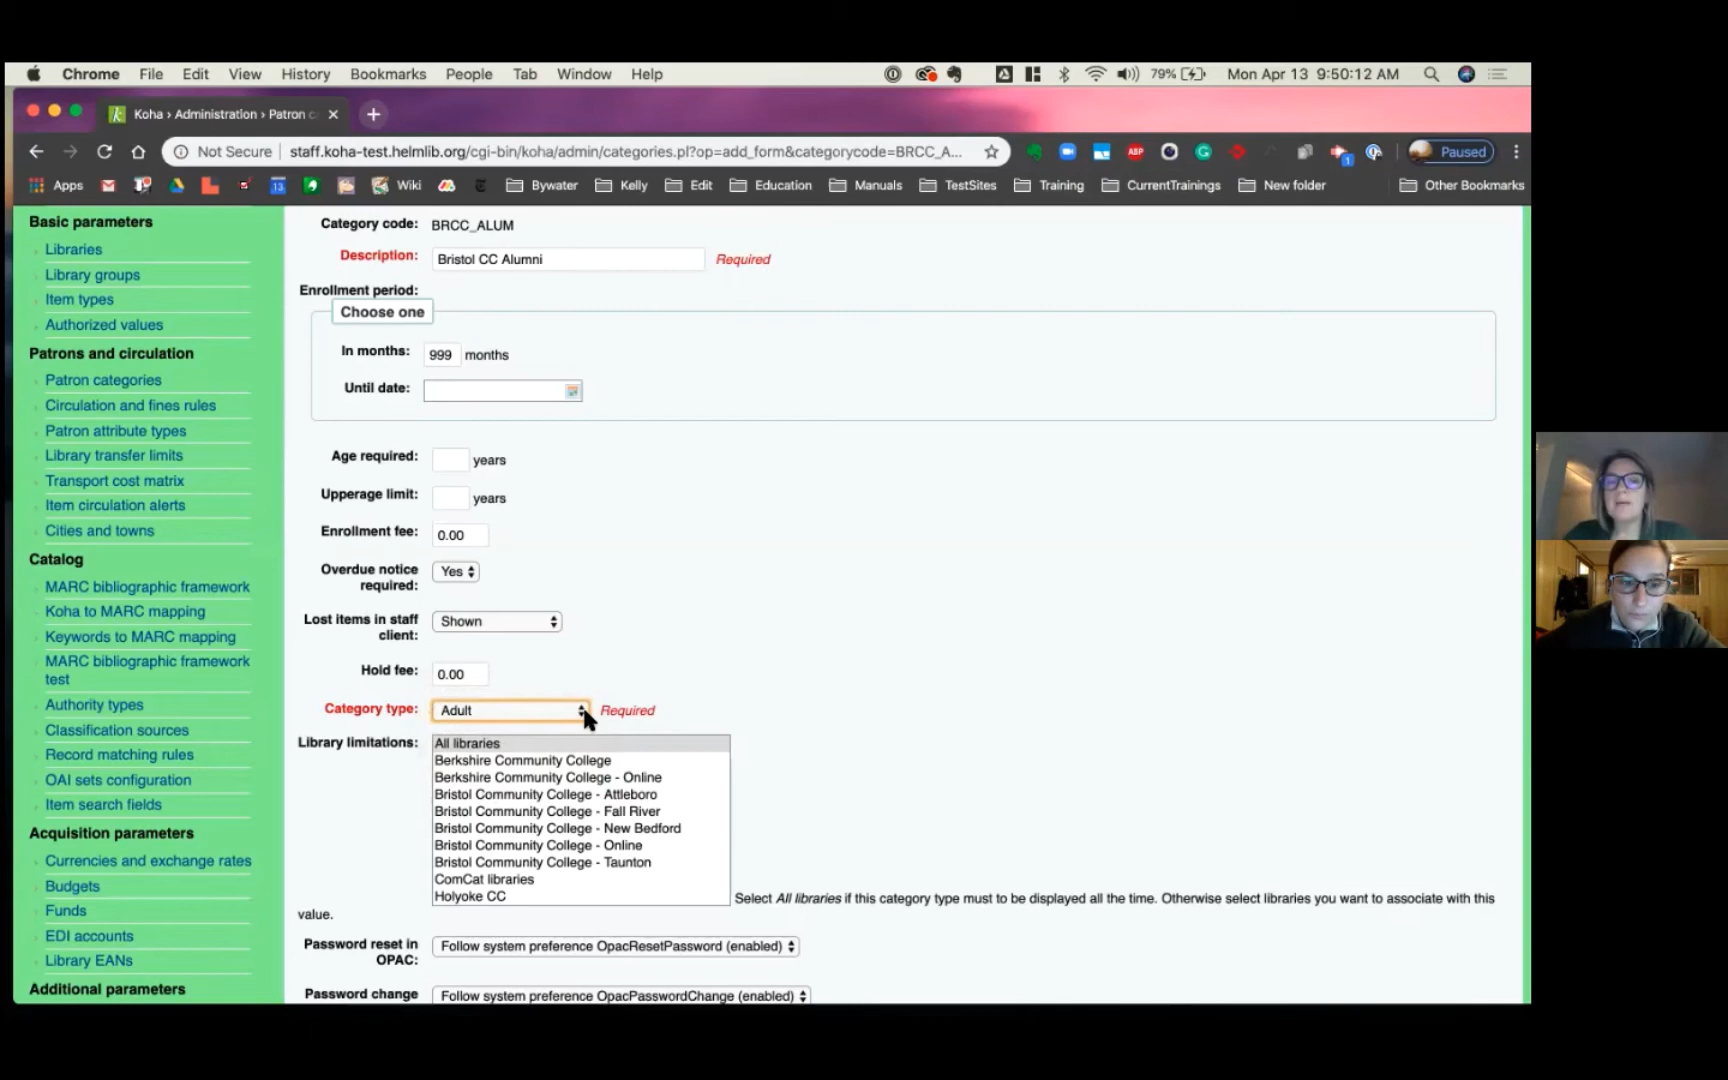 Chrome File Edit View History Bookmarks People Tab Window Help 79% Mon Apr 13 9:50:12 AM
Koha › Administration › Patron c
Not Secure staff.koha-test.helmlib.org/cgi-bin/koha/admin/categories.pl?op=add_form&categorycode=BRCC_A... ABP 1 Paused
Apps 13 Wiki Bywater Kelly Edit Education Manuals TestSites Training CurrentTrainings New folder Other Bookmarks
Basic parameters
Libraries
Library groups
Item types
Authorized values
Patrons and circulation
Patron categories
Circulation and fines rules
Patron attribute types
Library transfer limits
Transport cost matrix
Item circulation alerts
Cities and towns
Catalog
MARC bibliographic framework
Koha to MARC mapping
Keywords to MARC mapping
MARC bibliographic framework
test
Authority types
Classification sources
Record matching rules
OAI sets configuration
Item search fields
Acquisition parameters
Currencies and exchange rates
Budgets
Funds
EDI accounts
Library EANs
Additional parameters
Category code: BRCC_ALUM
Description: Bristol CC Alumni Required
Enrollment period:
Choose one
In months: 999 months
Until date:
Age required: years
Upperage limit: years
Enrollment fee: 0.00
Overdue notice
required: Yes
Lost items in staff
client: Shown
Hold fee: 0.00
Category type: Adult Required
Library limitations: All libraries
Berkshire Community College
Berkshire Community College - Online
Bristol Community College - Attleboro
Bristol Community College - Fall River
Bristol Community College - New Bedford
Bristol Community College - Online
Bristol Community College - Taunton
ComCat libraries
Holyoke CC
Select All libraries if this category type must to be displayed all the time. Otherwise select libraries you want to associate with this
value.
Password reset in
OPAC: Follow system preference OpacResetPassword (enabled)
Password change Follow system preference OpacPasswordChange (enabled)